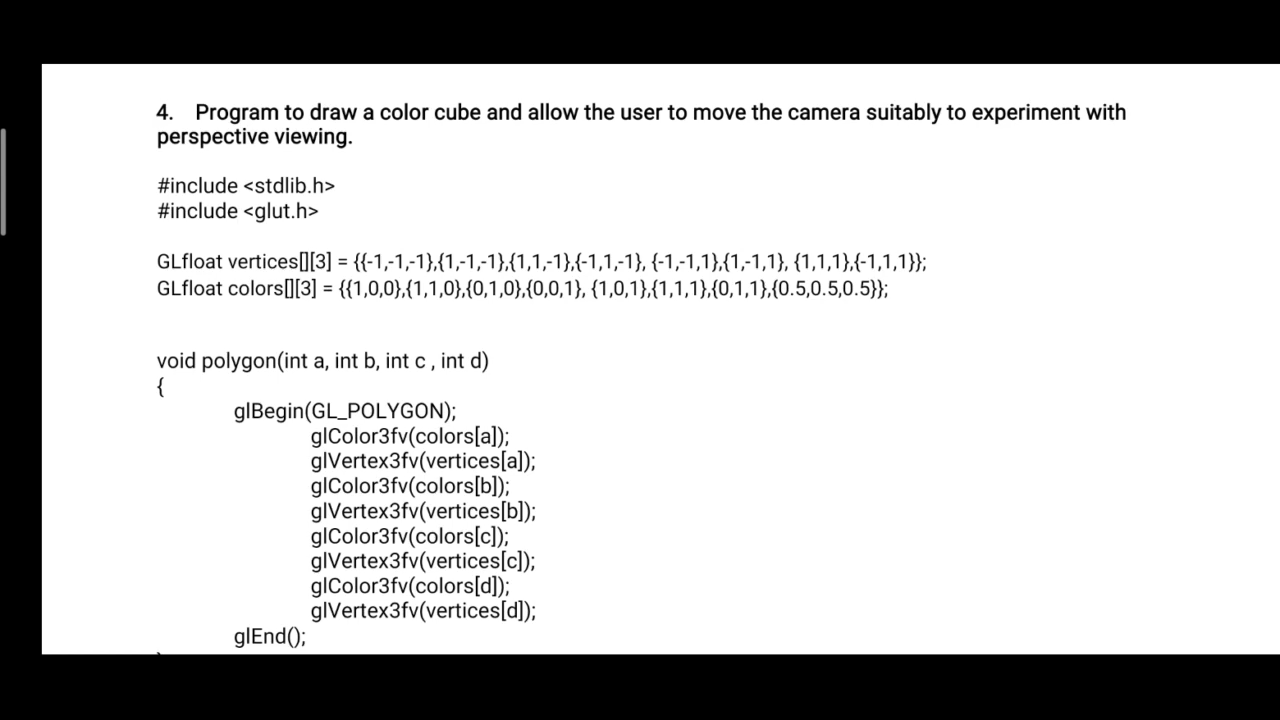 4. Program to draw a color cube and allow the user to move the camera suitably to experiment with
perspective viewing.
#include <stdlib.h>
#include <glut.h>
GLfloat vertices[][3] = {{-1,-1,-1},{1,-1,-1},{1,1,-1},{-1,1,-1}, {-1,-1,1},{1,-1,1}, {1,1,1},{-1,1,1}};
GLfloat colors[][3] = {{1,0,0},{1,1,0},{0,1,0},{0,0,1}, {1,0,1},{1,1,1},{0,1,1},{0.5,0.5,0.5}};
void polygon(int a, int b, int c , int d)
{
glBegin(GL_POLYGON);
glColor3fv(colors[a]);
glVertex3fv(vertices[a]);
glColor3fv(colors[b]);
glVertex3fv(vertices[b]);
glColor3fv(colors[c]);
glVertex3fv(vertices[c]);
glColor3fv(colors[d]);
glVertex3fv(vertices[d]);
glEnd();